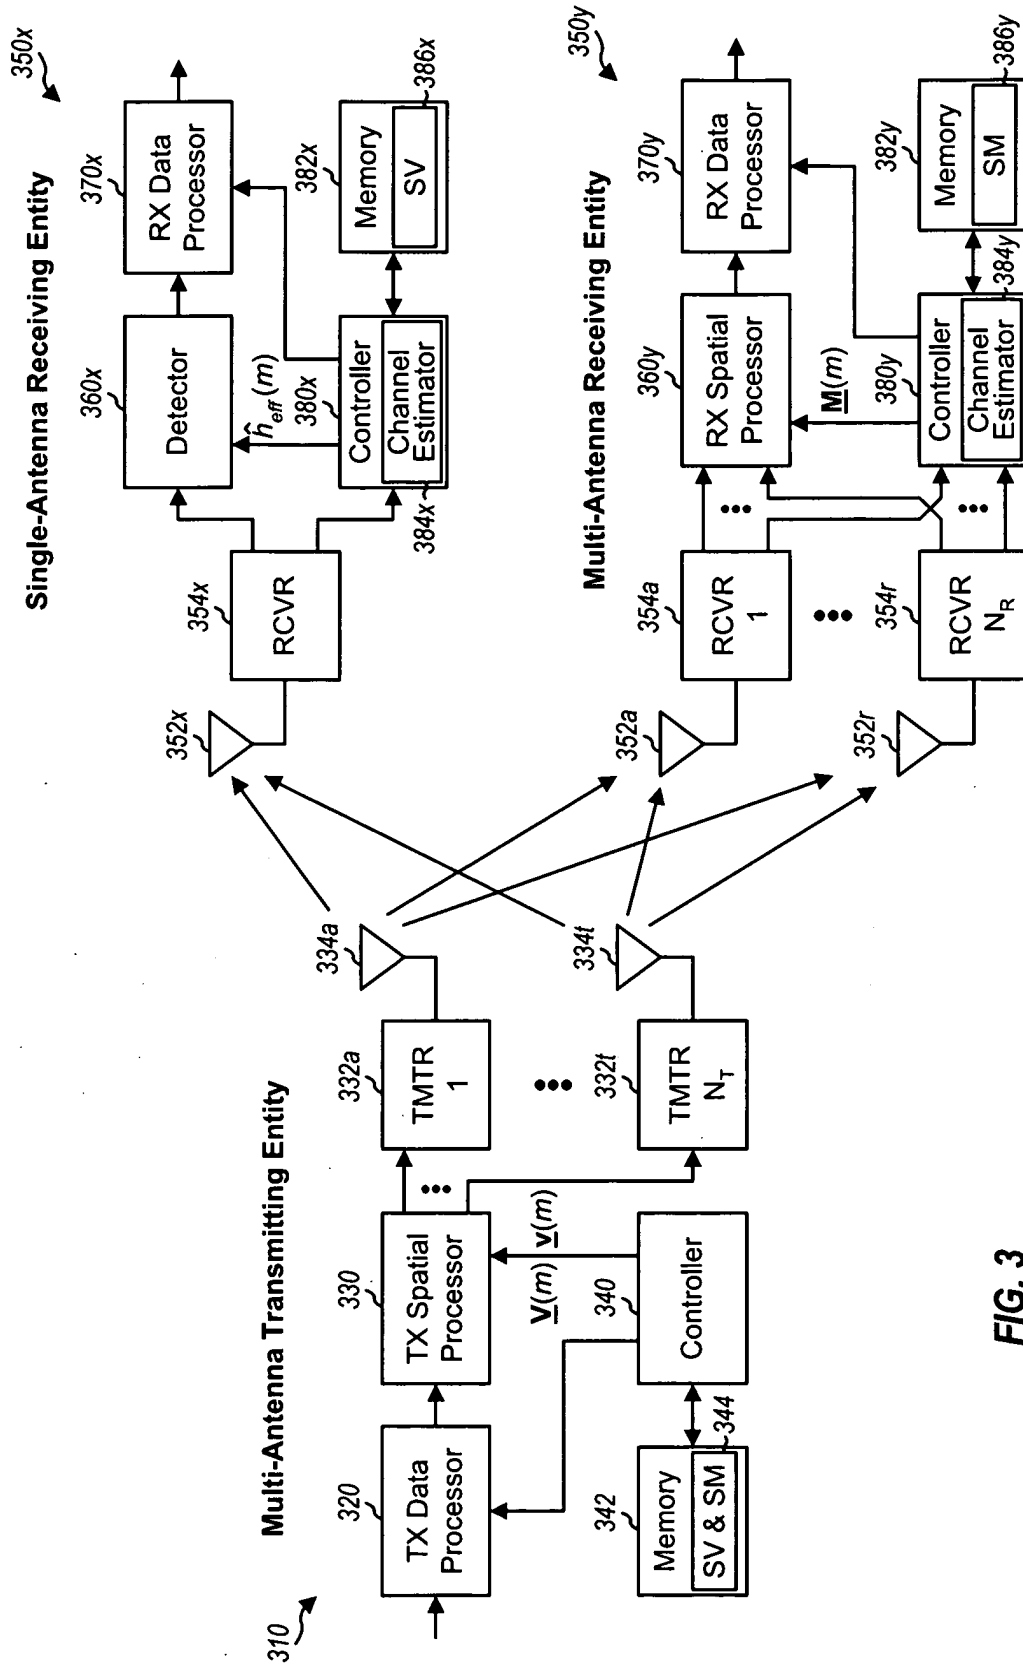 310
Multi-Antenna Transmitting Entity
320
TX Data
Processor
330
TX Spatial
Processor
332a
TMTR
1
334a
332t
TMTR
N_T
334t
V(m) v(m)
340
Controller
342
Memory
SV & SM
344
Single-Antenna Receiving Entity
350x
352x
354x
RCVR
360x
Detector
370x
RX Data
Processor
ĥ_eff(m)
380x
Controller
Channel
Estimator
384x
382x
Memory
SV
386x
Multi-Antenna Receiving Entity
350y
352a
354a
RCVR
1
352r
354r
RCVR
N_R
360y
RX Spatial
Processor
370y
RX Data
Processor
M(m)
380y
Controller
Channel
Estimator
384y
382y
Memory
SM
386y
FIG. 3